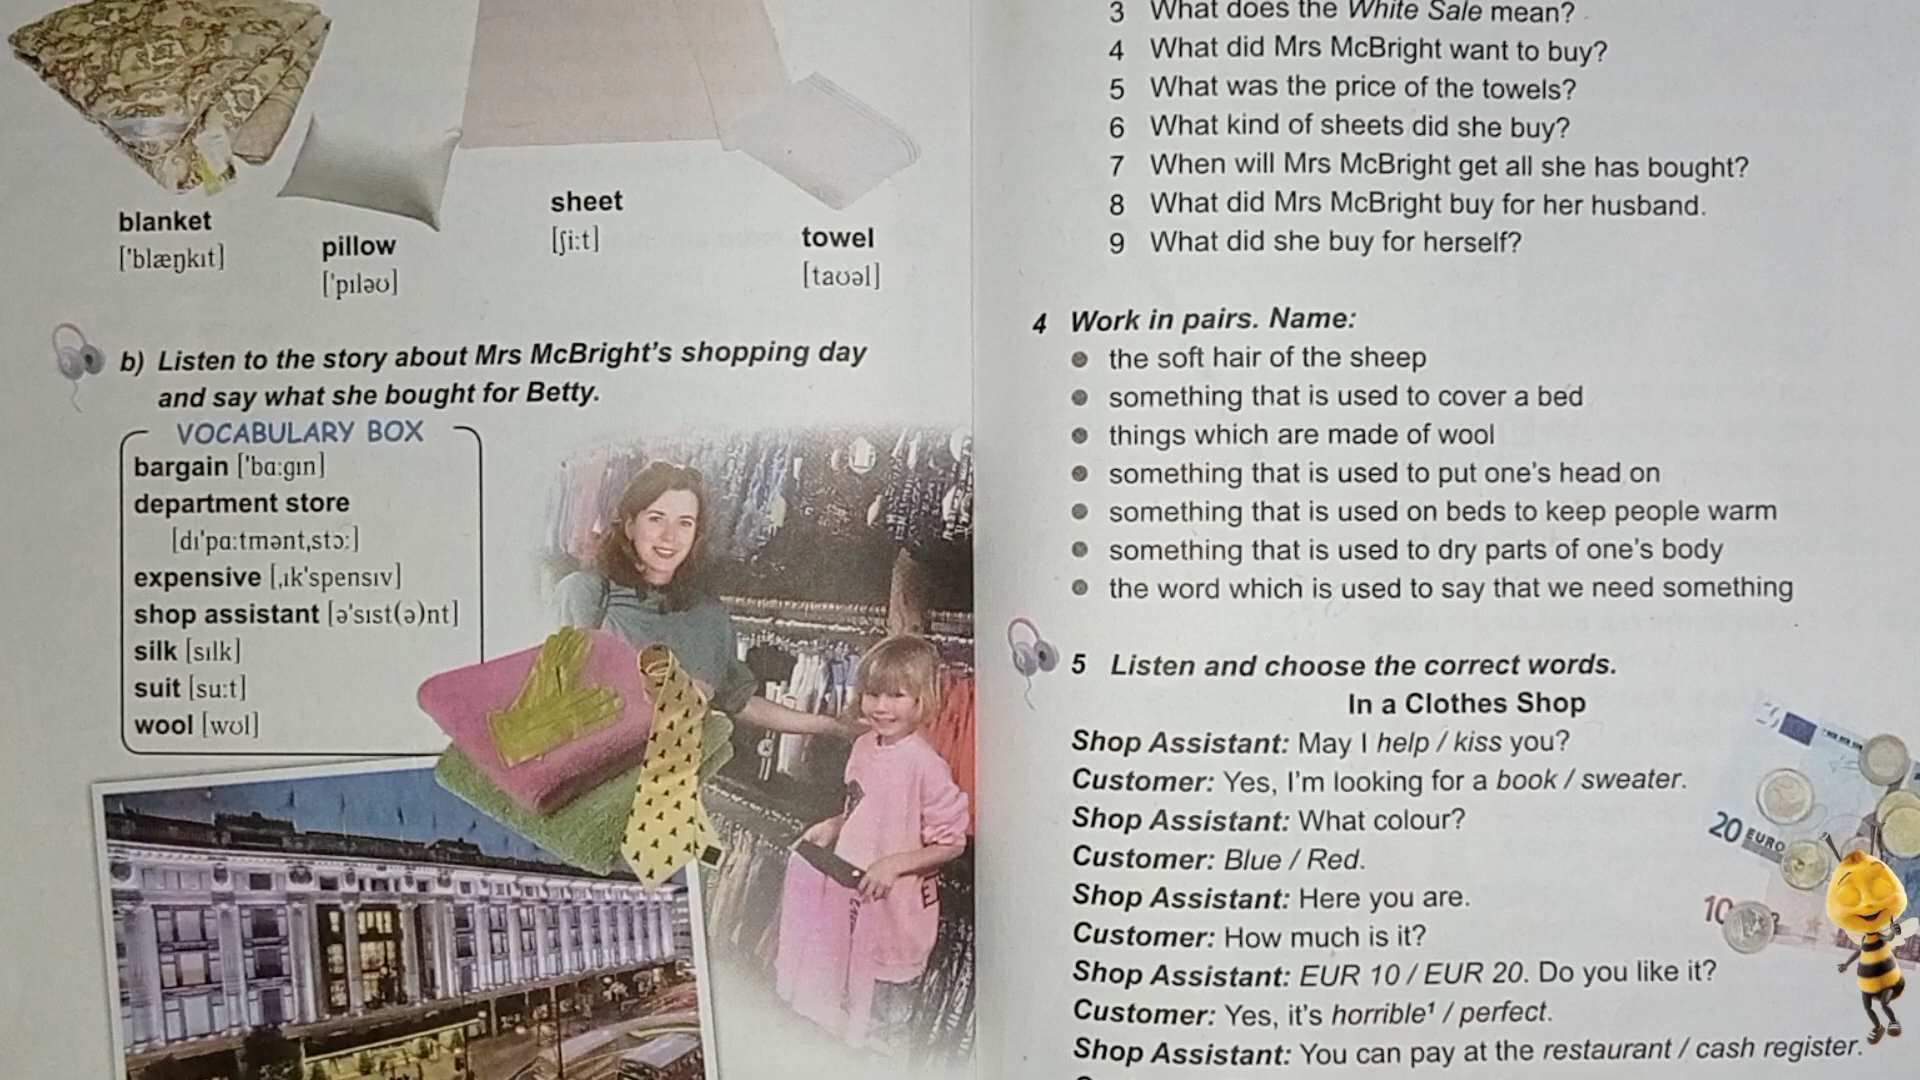 blanket
['blæŋkıt]
pillow
['pıləʊ]
sheet
[ʃi:t]
towel
[taʊəl]
b) Listen to the story about Mrs McBright's shopping day
and say what she bought for Betty.
VOCABULARY BOX
bargain ['bɑ:gın]
department store
[dı'pɑ:tmənt,stɔ:]
expensive [,ık'spensıv]
shop assistant [ə'sıst(ə)nt]
silk [sılk]
suit [su:t]
wool [wʊl]
3 What does the White Sale mean?
4 What did Mrs McBright want to buy?
5 What was the price of the towels?
6 What kind of sheets did she buy?
7 When will Mrs McBright get all she has bought?
8 What did Mrs McBright buy for her husband.
9 What did she buy for herself?
4 Work in pairs. Name:
the soft hair of the sheep
something that is used to cover a bed
things which are made of wool
something that is used to put one's head on
something that is used on beds to keep people warm
something that is used to dry parts of one's body
the word which is used to say that we need something
5 Listen and choose the correct words.
In a Clothes Shop
Shop Assistant: May I help / kiss you?
Customer: Yes, I'm looking for a book / sweater.
Shop Assistant: What colour?
Customer: Blue / Red.
Shop Assistant: Here you are.
Customer: How much is it?
Shop Assistant: EUR 10 / EUR 20. Do you like it?
Customer: Yes, it's horrible¹ / perfect.
Shop Assistant: You can pay at the restaurant / cash register.
20 EURO
10